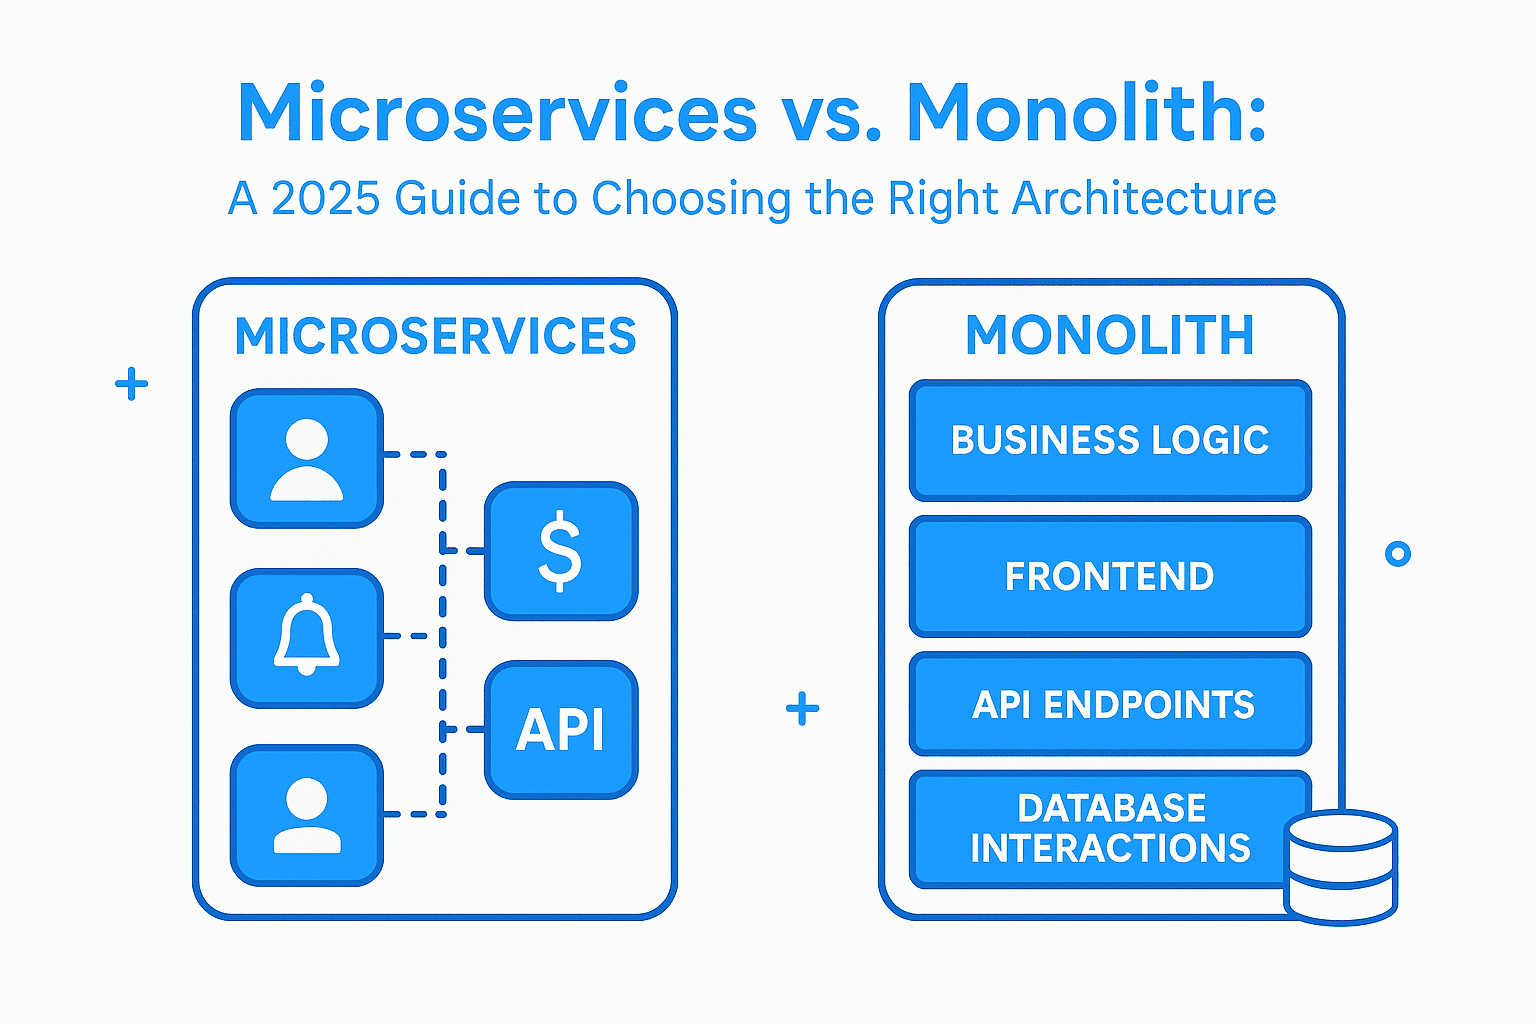 Microservices vs. Monolith:
A 2025 Guide to Choosing the Right Architecture
MICROSERVICES
$
API
MONOLITH
BUSINESS LOGIC
FRONTEND
API ENDPOINTS
DATABASE
INTERACTIONS